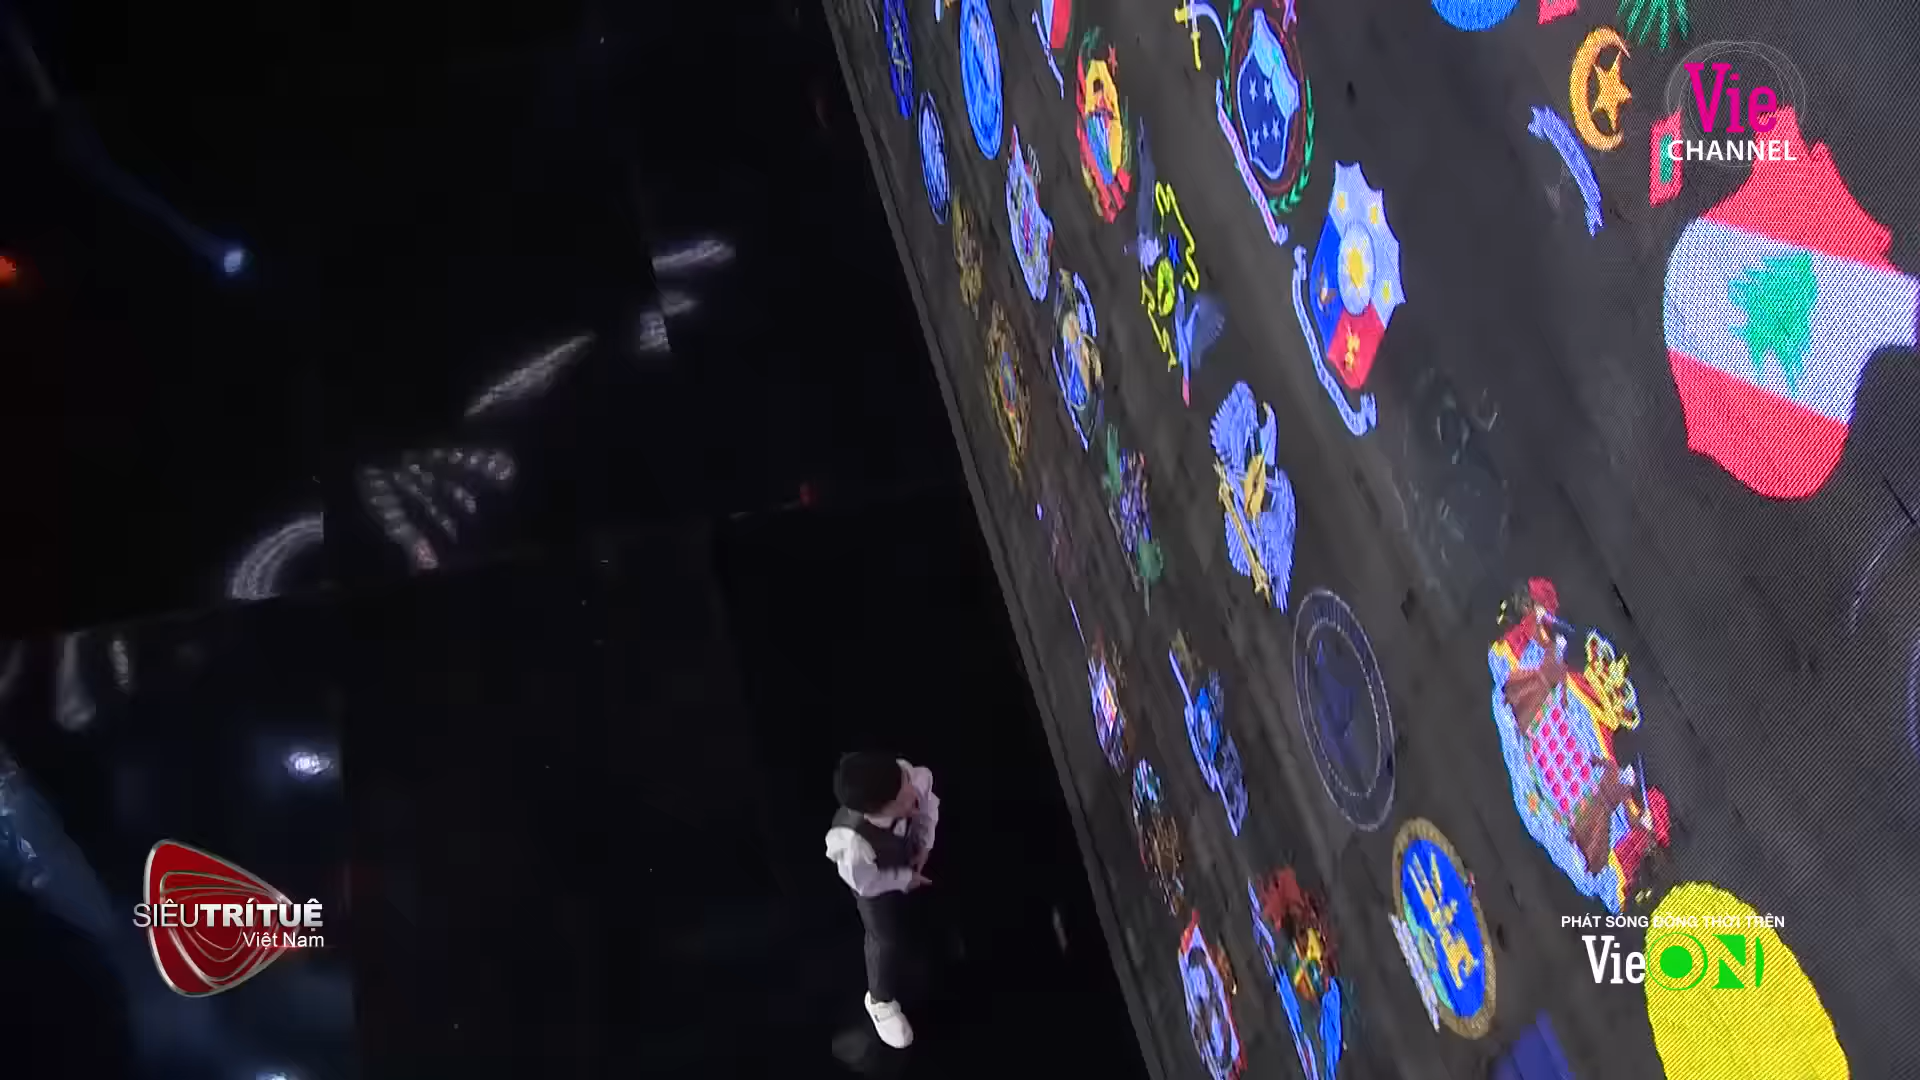 Vie
CHANNEL
SIÊUTRÍTUỆ
Việt Nam
PHÁT SÓNG ĐỒNG THỜI TRÊN
VieON